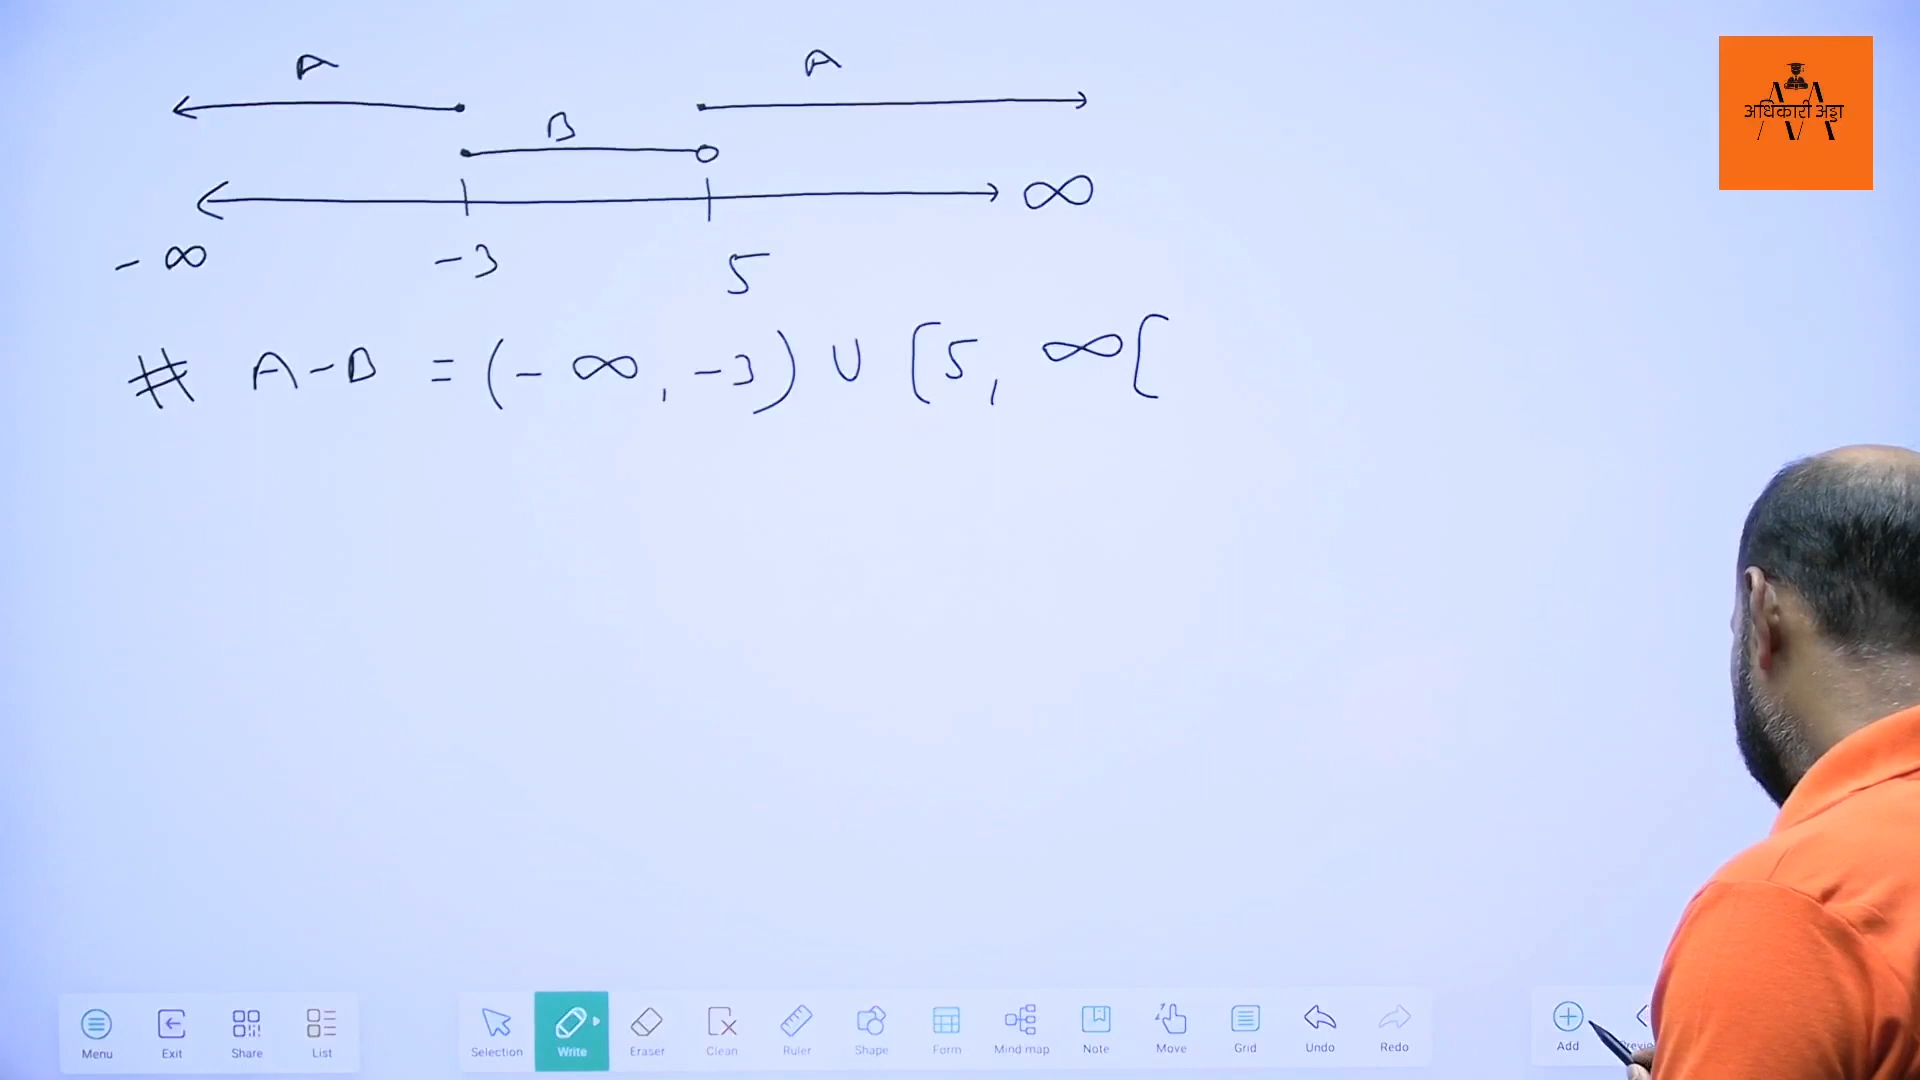 A A
B
अधिकारी अड्डा
∞
- ∞ -3 5
# A-B = (- ∞, -3) ∪ [5, ∞[
Menu Exit Share List Selection Write Eraser Clean Ruler Shape Form Mind map Note Move Grid Undo Redo Add